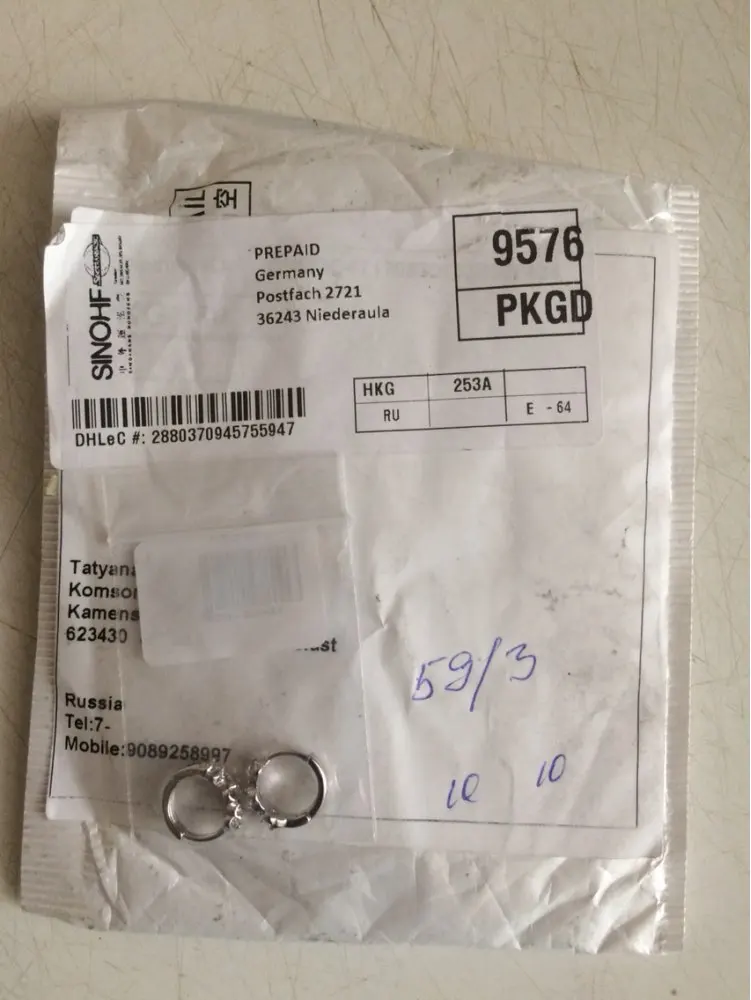 PREPAID
Germany
Postfach 2721
36243 Niederaula
9576
PKGD
SINOHF
HKG 253A
RU E - 64
DHLeC #: 2880370945755947
Tatyana
Kamens
623430
Russia
Tel:7-
Mobile:9089258997
59/3
10 10